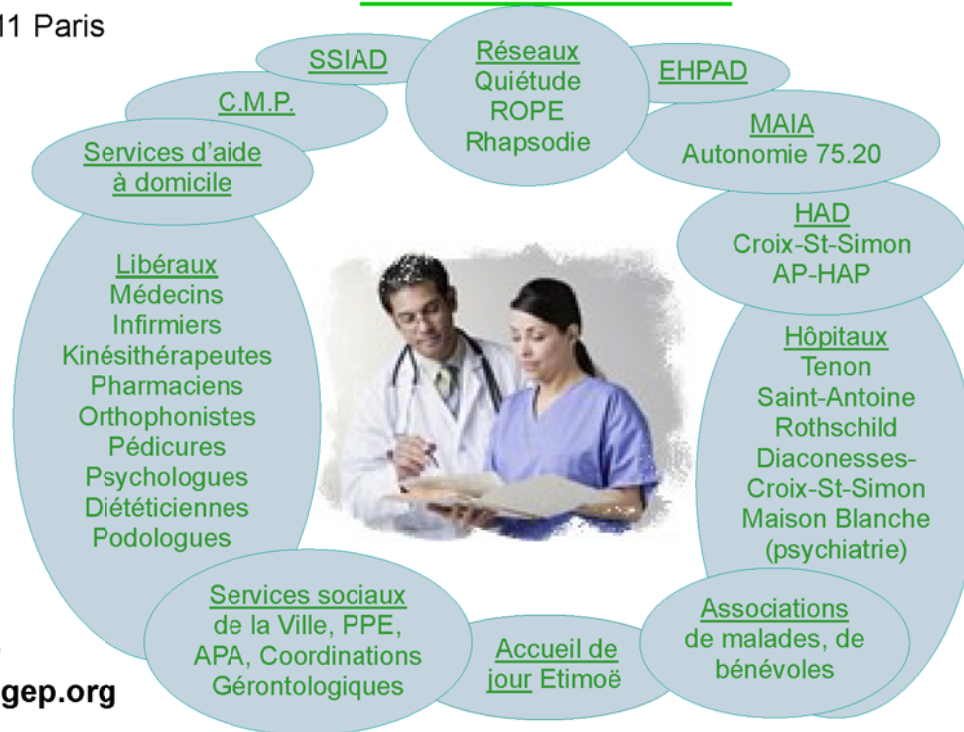 11 Paris
SSIAD
Réseaux
Quiétude
ROPE
Rhapsodie
EHPAD
C.M.P.
MAIA
Autonomie 75.20
Services d'aide
à domicile
HAD
Croix-St-Simon
AP-HAP
Libéraux
Médecins
Infirmiers
Kinésithérapeutes
Pharmaciens
Orthophonistes
Pédicures
Psychologues
Diététiciennes
Podologues
Hôpitaux
Tenon
Saint-Antoine
Rothschild
Diaconesses-
Croix-St-Simon
Maison Blanche
(psychiatrie)
Services sociaux
de la Ville, PPE,
APA, Coordinations
Gérontologiques
Accueil de
jour Etimoë
Associations
de malades, de
bénévoles
gep.org